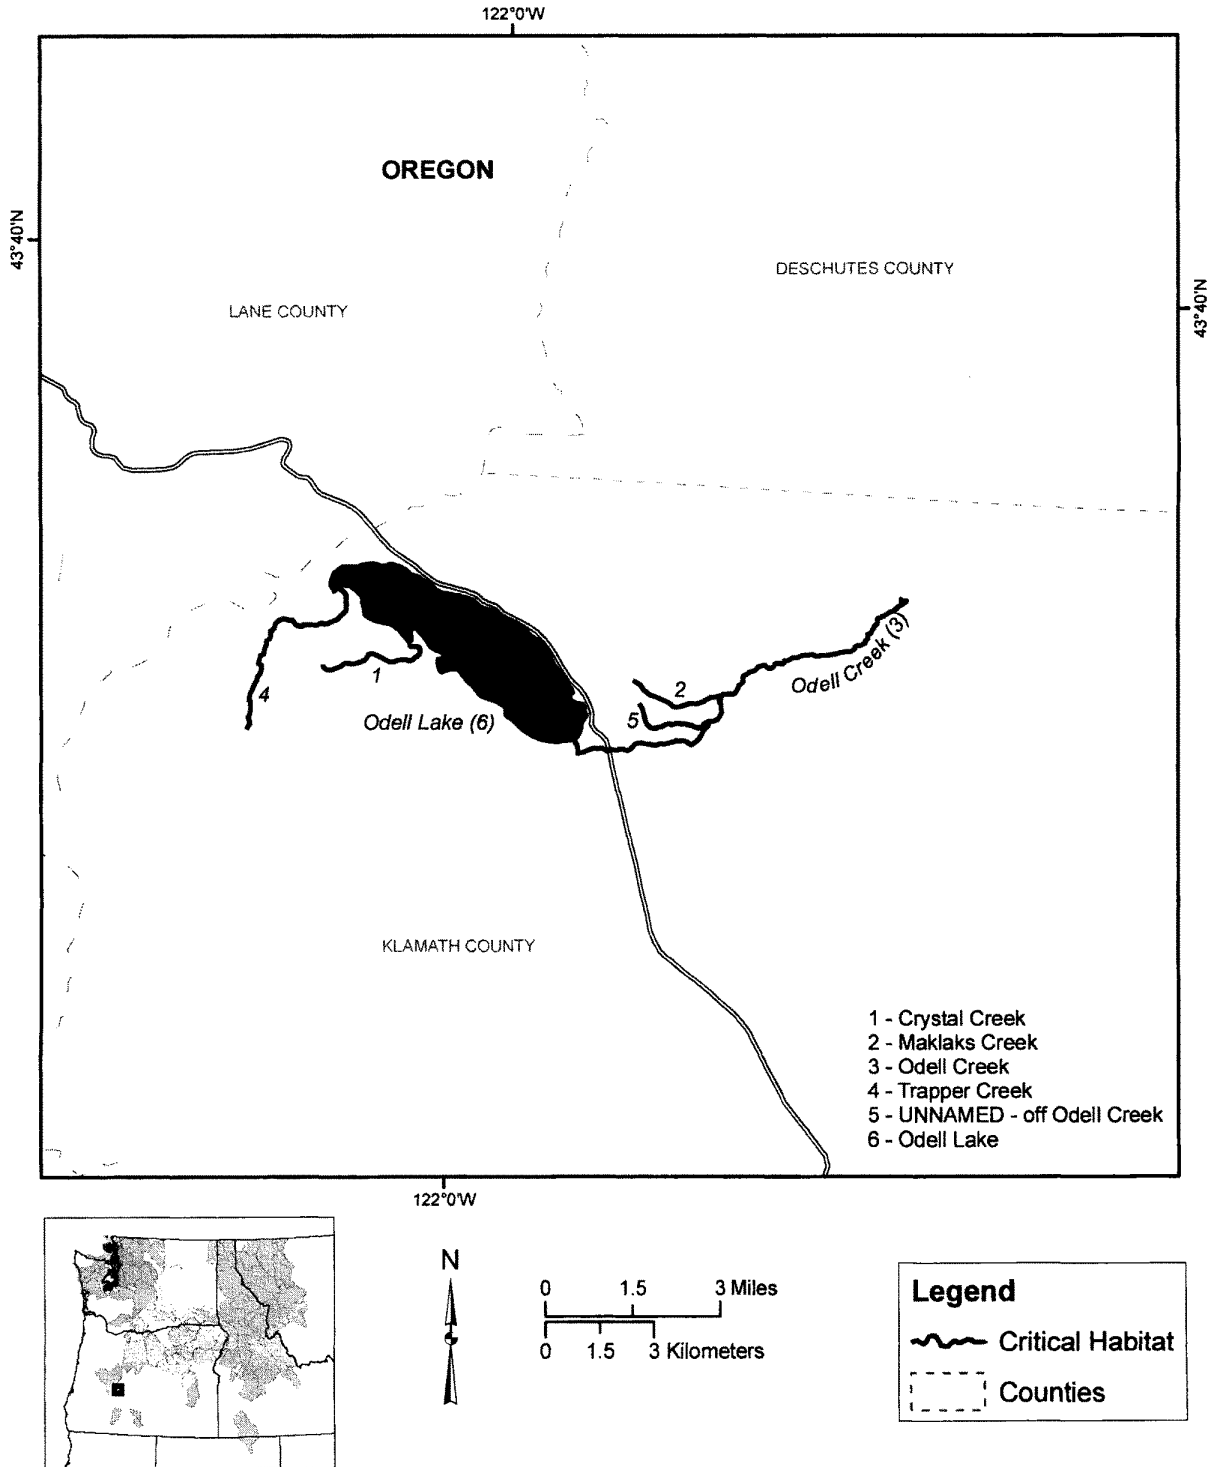 122°0'W
OREGON
43°40'N
DESCHUTES COUNTY
43°40'N
LANE COUNTY
2
Odell Creek (3)
1
4
5
Odell Lake (6)
KLAMATH COUNTY
1 - Crystal Creek
2 - Maklaks Creek
3 - Odell Creek
4 - Trapper Creek
5 - UNNAMED - off Odell Creek
6 - Odell Lake
122°0'W
N
0 1.5 3 Miles
0 1.5 3 Kilometers
Legend
Critical Habitat
Counties